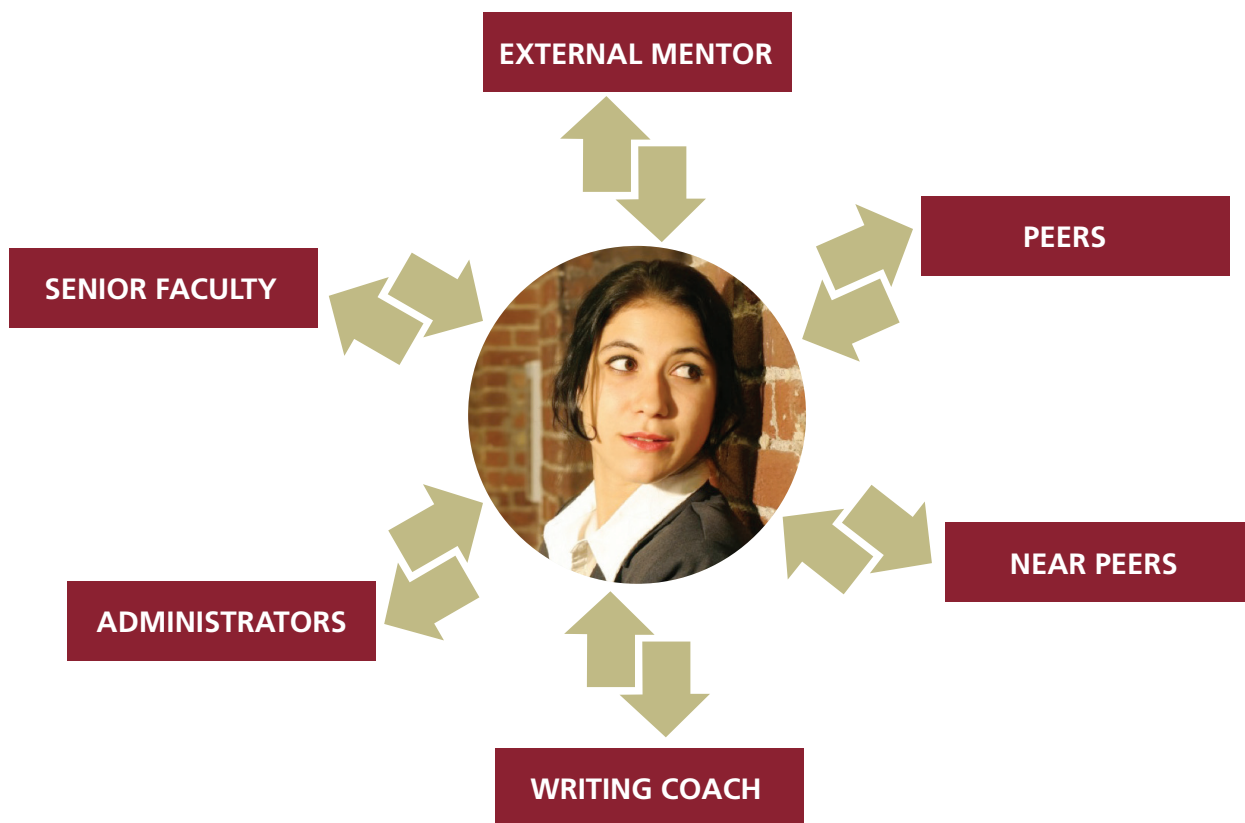 EXTERNAL MENTOR
PEERS
SENIOR FACULTY
NEAR PEERS
ADMINISTRATORS
WRITING COACH